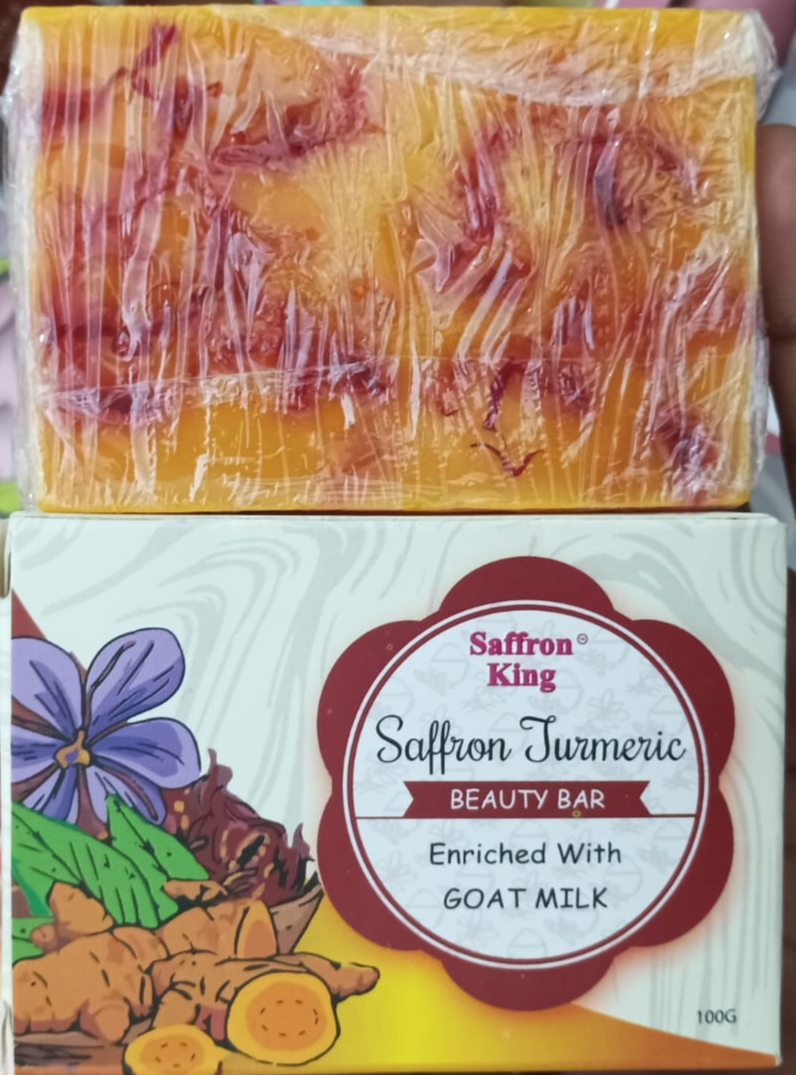 Saffron
King
Saffron Turmeric
BEAUTY BAR
Enriched With
GOAT MILK
100G